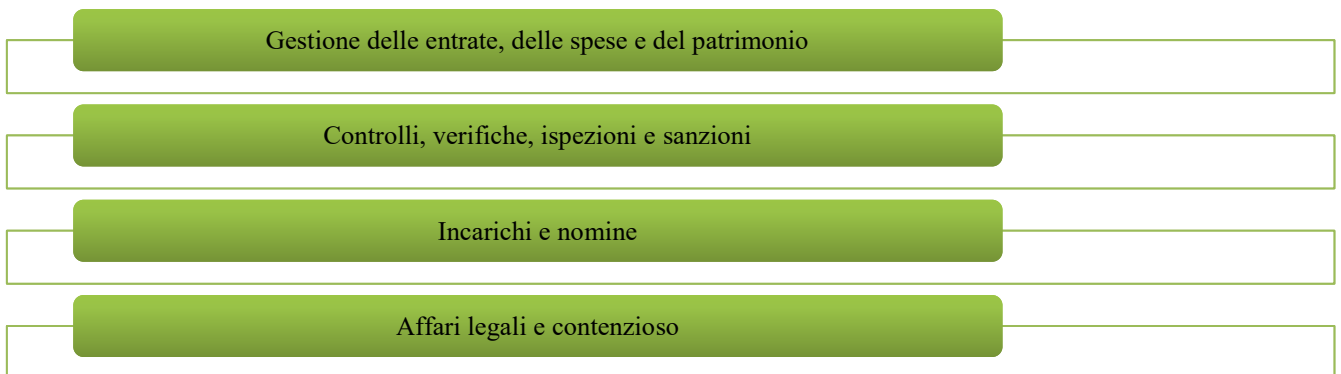 Gestione delle entrate, delle spese e del patrimonio
Controlli, verifiche, ispezioni e sanzioni
Incarichi e nomine
Affari legali e contenzioso